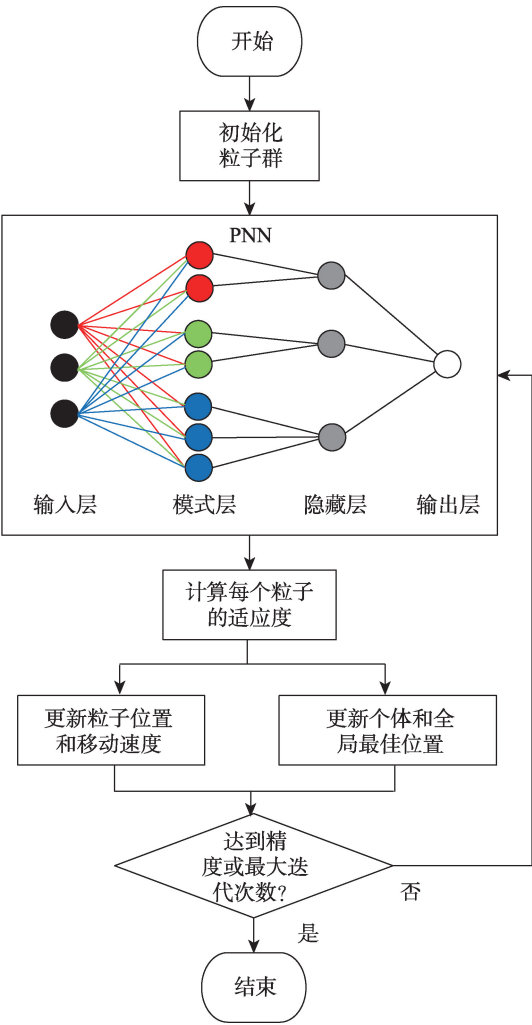 开始
初始化
粒子群
PNN
输入层
模式层
隐藏层
输出层
计算每个粒子
的适应度
更新粒子位置
和移动速度
更新个体和全
局最佳位置
达到精
度或最大迭
代次数?
否
是
结束